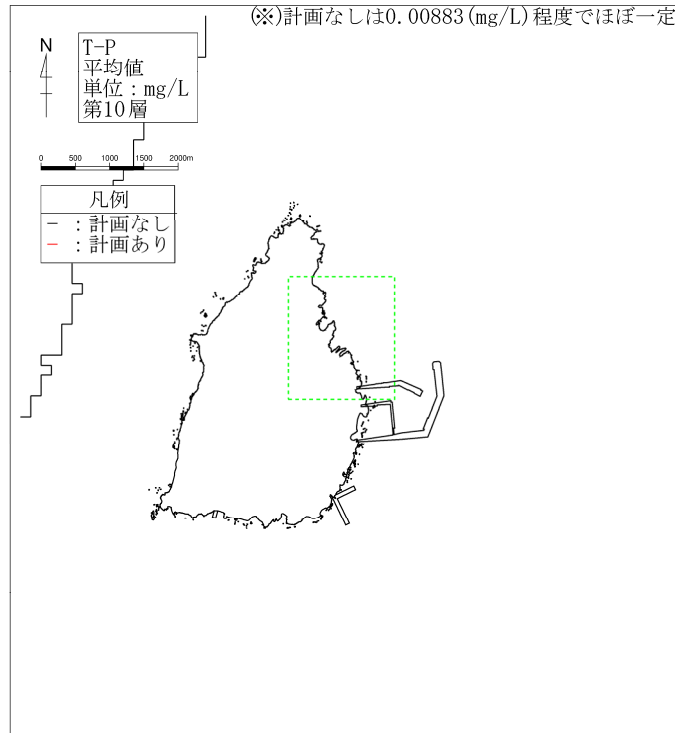 (※)計画なしは0.00883(mg/L)程度でほぼ一定
N
T-P
平均値
単位：mg/L
第10層
0 500 1000 1500 2000m
凡例
－ ：計画なし
－ ：計画あり